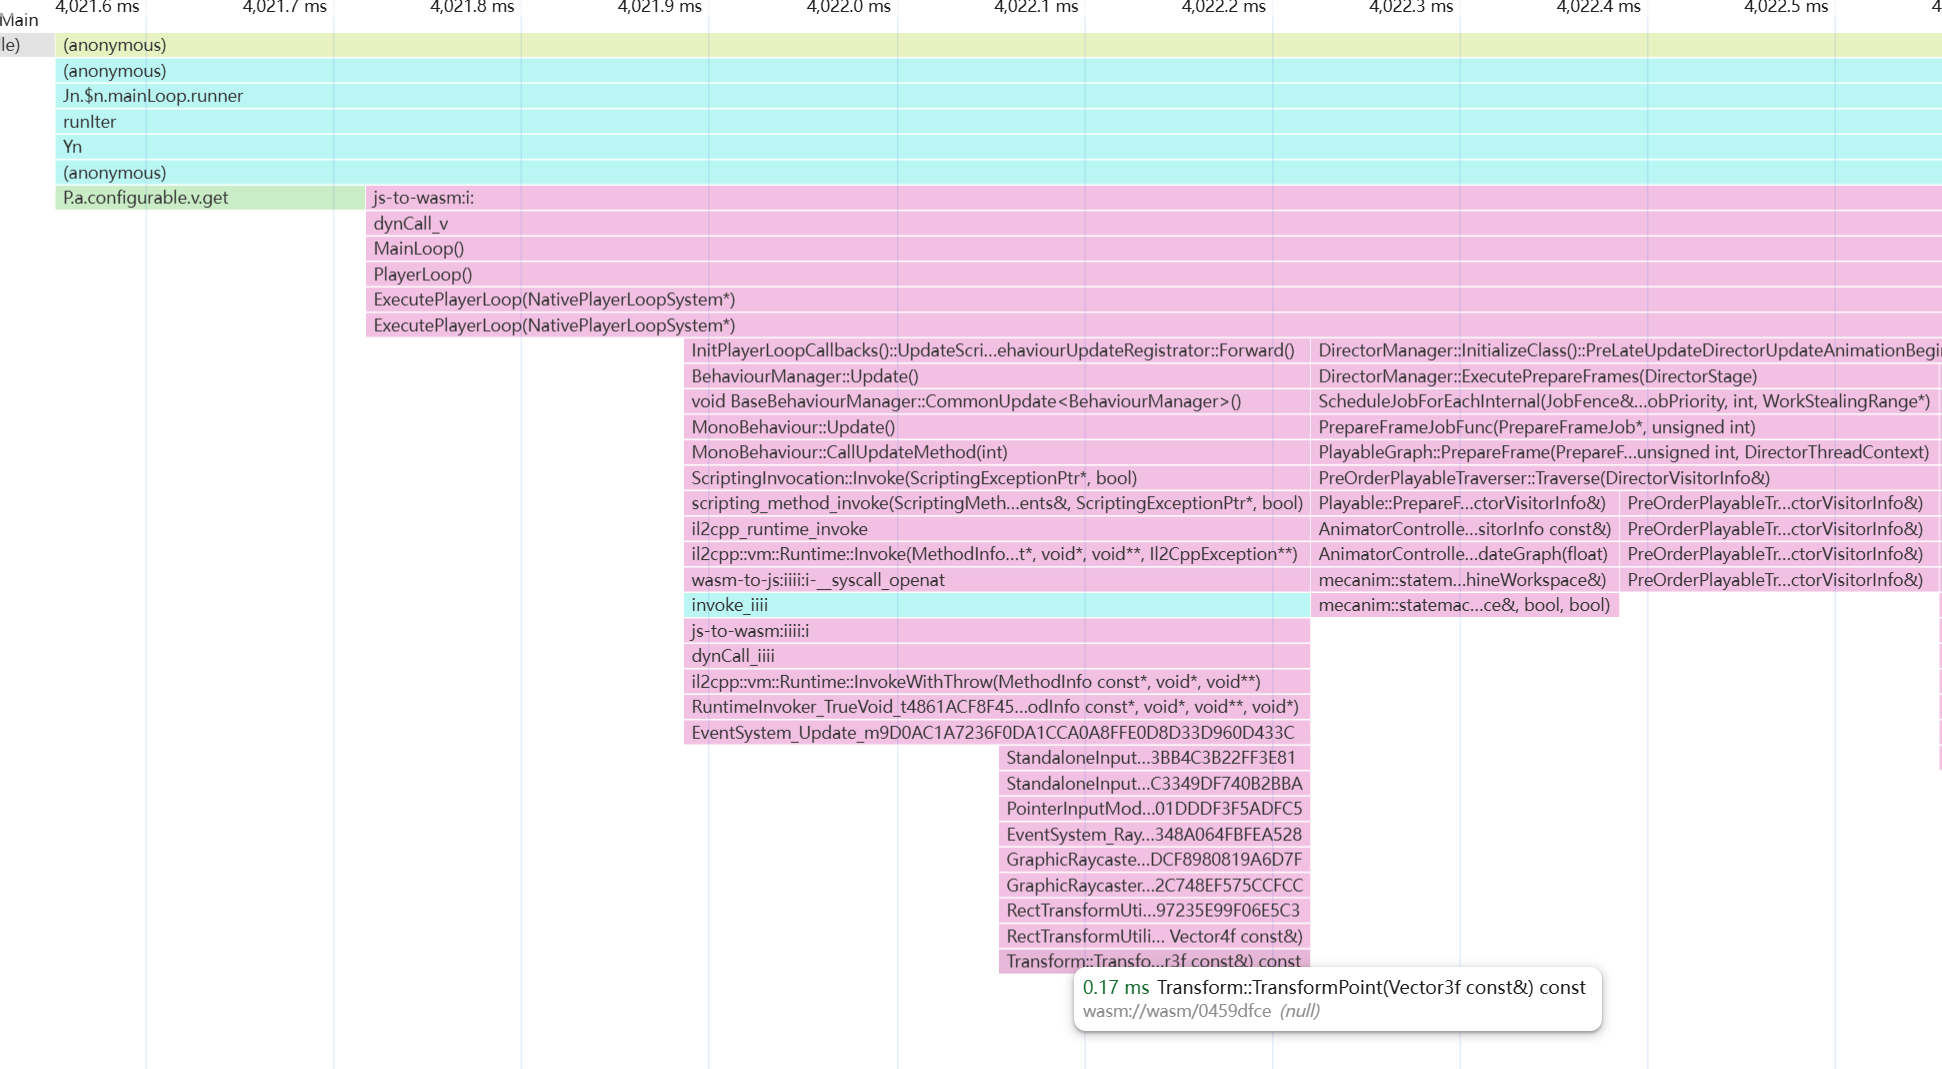 4,021.6 ms 4,021.7 ms 4,021.8 ms 4,021.9 ms 4,022.0 ms 4,022.1 ms 4,022.2 ms 4,022.3 ms 4,022.4 ms 4,022.5 ms 4
Main
le) (anonymous)
(anonymous)
Jn.$n.mainLoop.runner
runIter
Yn
(anonymous)
P.a.configurable.v.get js-to-wasm:i:
dynCall_v
MainLoop()
PlayerLoop()
ExecutePlayerLoop(NativePlayerLoopSystem*)
ExecutePlayerLoop(NativePlayerLoopSystem*)
InitPlayerLoopCallbacks()::UpdateScri...ehaviourUpdateRegistrator::Forward() DirectorManager::InitializeClass()::PreLateUpdateDirectorUpdateAnimationBegi
BehaviourManager::Update() DirectorManager::ExecutePrepareFrames(DirectorStage)
void BaseBehaviourManager::CommonUpdate<BehaviourManager>() ScheduleJobForEachInternal(JobFence&...obPriority, int, WorkStealingRange*)
MonoBehaviour::Update() PrepareFrameJobFunc(PrepareFrameJob*, unsigned int)
MonoBehaviour::CallUpdateMethod(int) PlayableGraph::PrepareFrame(PrepareF...unsigned int, DirectorThreadContext)
ScriptingInvocation::Invoke(ScriptingExceptionPtr*, bool) PreOrderPlayableTraverser::Traverse(DirectorVisitorInfo&)
scripting_method_invoke(ScriptingMeth...ents&, ScriptingExceptionPtr*, bool) Playable::PrepareF...ctorVisitorInfo&) PreOrderPlayableTr...ctorVisitorInfo&)
il2cpp_runtime_invoke AnimatorControlle...sitorInfo const&) PreOrderPlayableTr...ctorVisitorInfo&)
il2cpp::vm::Runtime::Invoke(MethodInfo...t*, void*, void**, Il2CppException**) AnimatorControlle...dateGraph(float) PreOrderPlayableTr...ctorVisitorInfo&)
wasm-to-js:iiii:i-__syscall_openat mecanim::statem...hineWorkspace&) PreOrderPlayableTr...ctorVisitorInfo&)
invoke_iiii mecanim::statemac...ce&, bool, bool)
js-to-wasm:iiii:i
dynCall_iiii
il2cpp::vm::Runtime::InvokeWithThrow(MethodInfo const*, void*, void**)
RuntimeInvoker_TrueVoid_t4861ACF8F45...odInfo const*, void*, void**, void*)
EventSystem_Update_m9D0AC1A7236F0DA1CCA0A8FFE0D8D33D960D433C
StandaloneInput...3BB4C3B22FF3E81
StandaloneInput...C3349DF740B2BBA
PointerInputMod...01DDDF3F5ADFC5
EventSystem_Ray...348A064FBFEA528
GraphicRaycaste...DCF8980819A6D7F
GraphicRaycaster...2C748EF575CCFCC
RectTransformUti...97235E99F06E5C3
RectTransformUtili... Vector4f const&)
Transform::Transfo...r3f const&) const
0.17 ms Transform::TransformPoint(Vector3f const&) const
wasm://wasm/0459dfce (null)